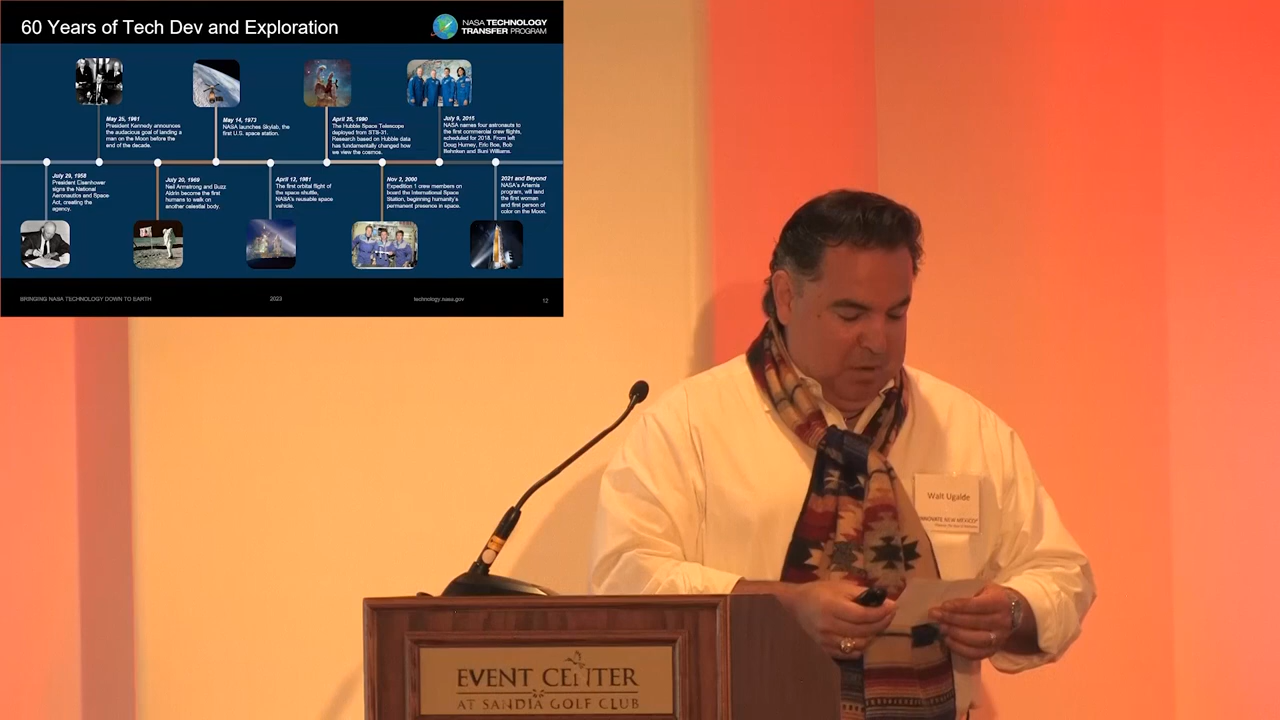 60 Years of Tech Dev and Exploration
NASA TECHNOLOGY
TRANSFER PROGRAM
May 25, 1961
President Kennedy announces
the audacious goal of landing a
man on the Moon before the
end of the decade.
May 14, 1973
NASA launches Skylab, the
first U.S. space station.
April 25, 1990
The Hubble Space Telescope
deployed from STS-31.
Research based on Hubble data
has fundamentally changed how
we view the cosmos.
July 9, 2015
NASA names four astronauts to
the first commercial crew flights,
scheduled for 2018. From left
Doug Hurney, Eric Boe, Bob
Behnken and Suni Williams.
July 29, 1958
President Eisenhower
signs the National
Aeronautics and Space
Act, creating the
agency.
July 20, 1969
Neil Armstrong and Buzz
Aldrin become the first
humans to walk on
another celestial body.
April 12, 1981
The first orbital flight of
the space shuttle,
NASA's reusable space
vehicle.
Nov 2, 2000
Expedition 1 crew members on
board the International Space
Station, beginning humanity's
permanent presence in space.
2021 and Beyond
NASA's Artemis
program, will land
the first woman
and first person of
color on the Moon.
BRINGING NASA TECHNOLOGY DOWN TO EARTH
2023
technology.nasa.gov
12
Walt Ugalde
INNOVATE NEW MEXICO
EVENT CENTER
AT SANDIA GOLF CLUB